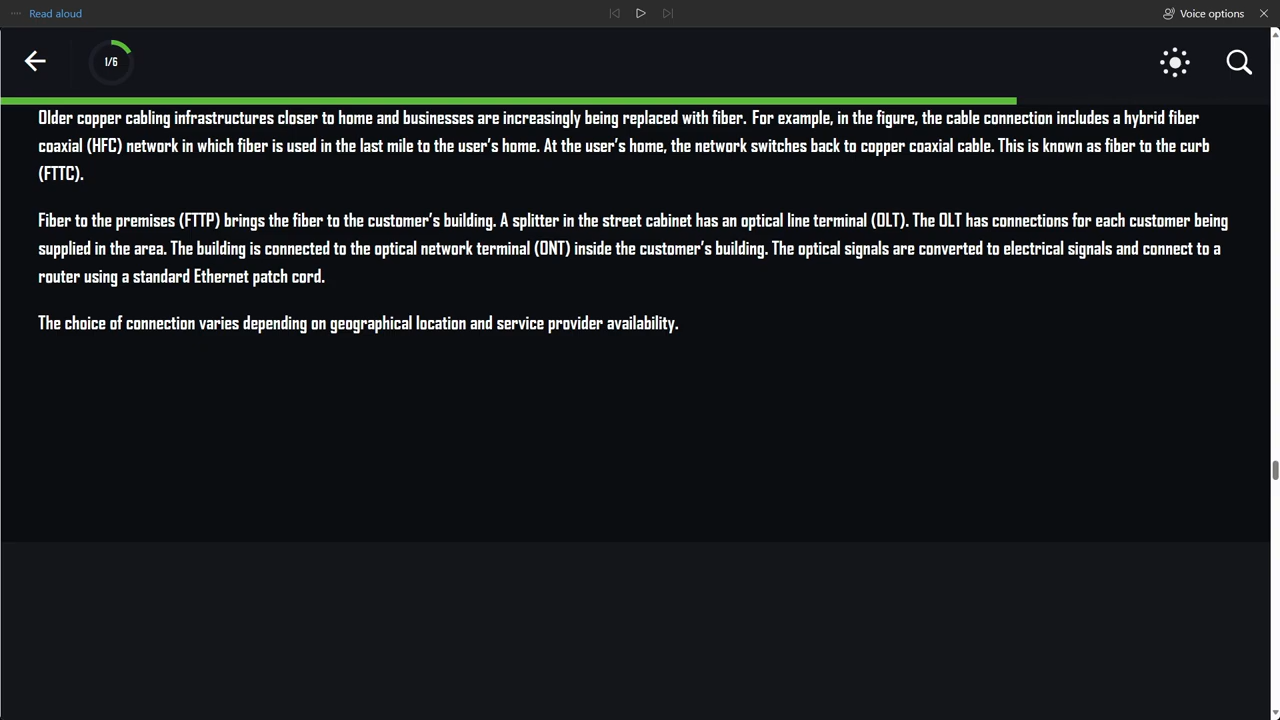 Read aloud
Voice options
1/6
Older copper cabling infrastructures closer to home and businesses are increasingly being replaced with fiber. For example, in the figure, the cable connection includes a hybrid fiber
coaxial (HFC) network in which fiber is used in the last mile to the user's home. At the user's home, the network switches back to copper coaxial cable. This is known as fiber to the curb
(FTTC).
Fiber to the premises (FTTP) brings the fiber to the customer's building. A splitter in the street cabinet has an optical line terminal (OLT). The OLT has connections for each customer being
supplied in the area. The building is connected to the optical network terminal (ONT) inside the customer's building. The optical signals are converted to electrical signals and connect to a
router using a standard Ethernet patch cord.
The choice of connection varies depending on geographical location and service provider availability.